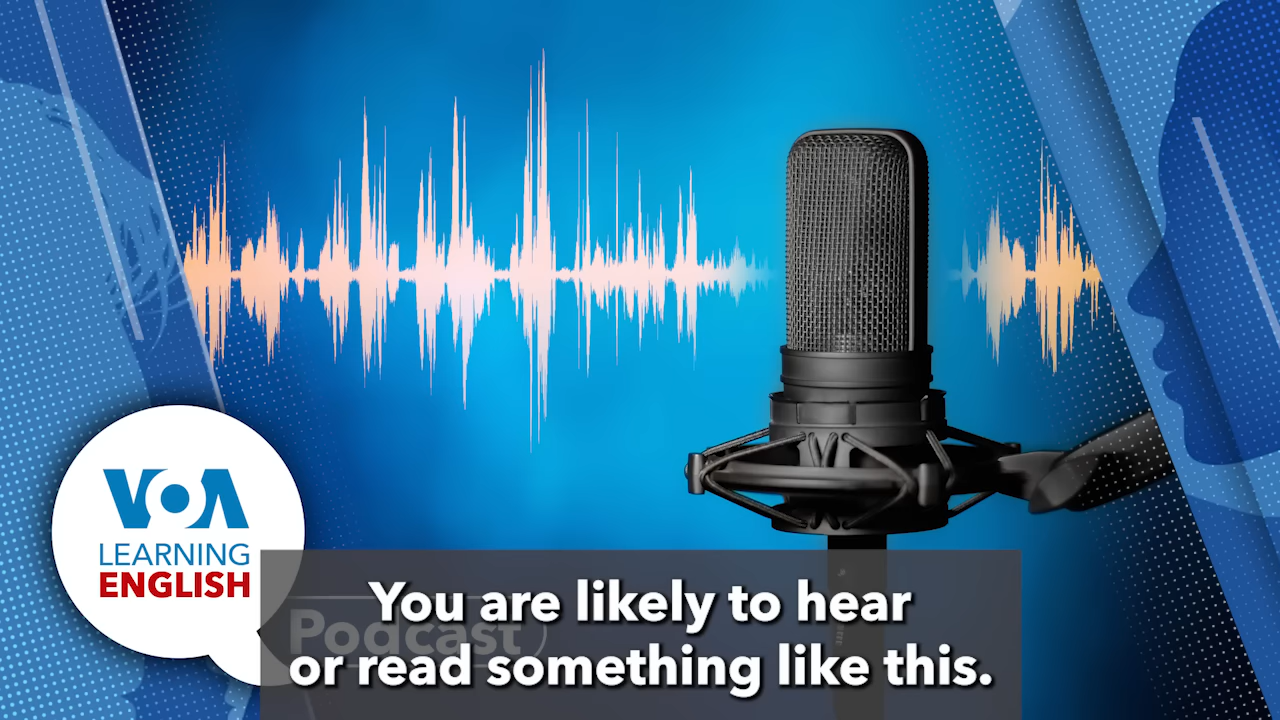 VOA
LEARNING
ENGLISH
Podcast
You are likely to hear
or read something like this.